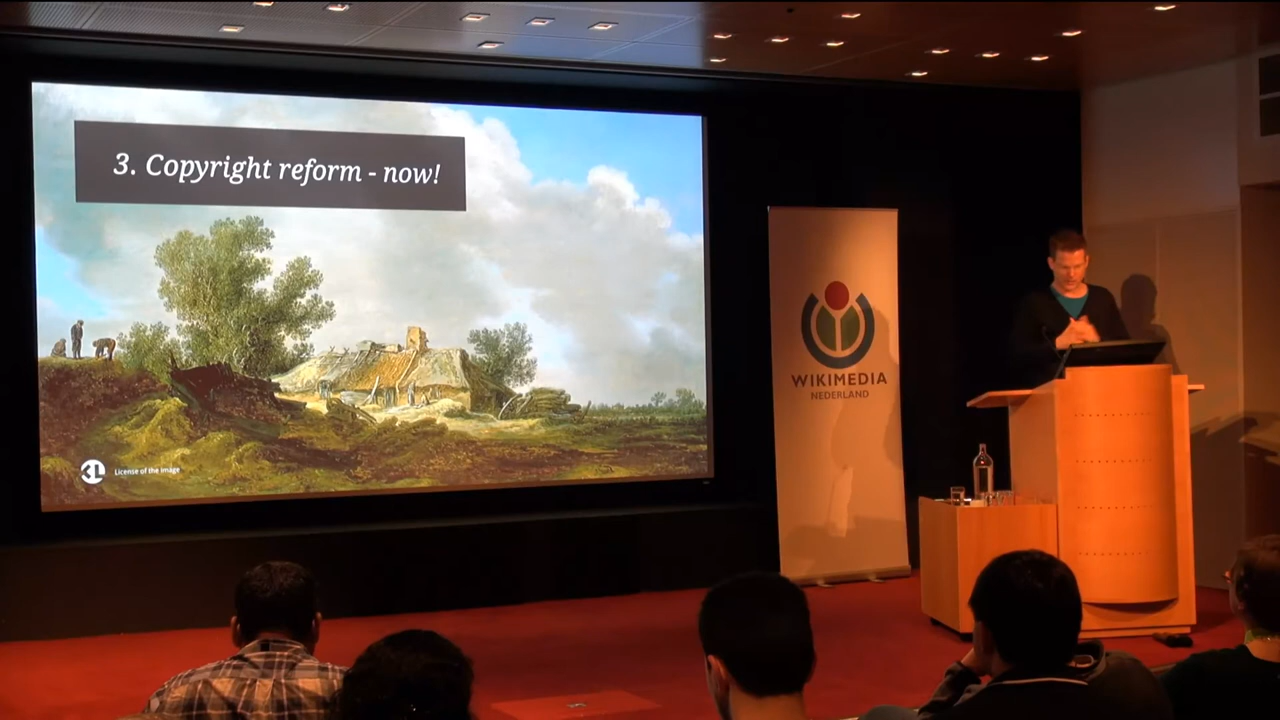 3. Copyright reform - now!
License of the image
WIKIMEDIA
NEDERLAND